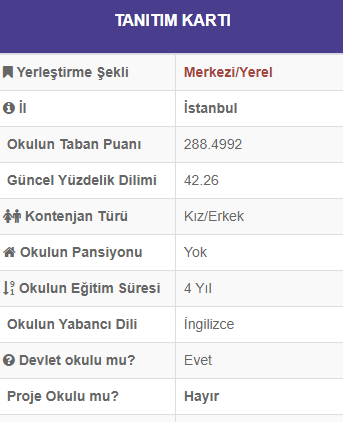 TANITIM KARTI
Yerleştirme Şekli Merkezi/Yerel
İl İstanbul
Okulun Taban Puanı 288.4992
Güncel Yüzdelik Dilimi 42.26
Kontenjan Türü Kız/Erkek
Okulun Pansiyonu Yok
Okulun Eğitim Süresi 4 Yıl
Okulun Yabancı Dili İngilizce
Devlet okulu mu? Evet
Proje Okulu mu? Hayır